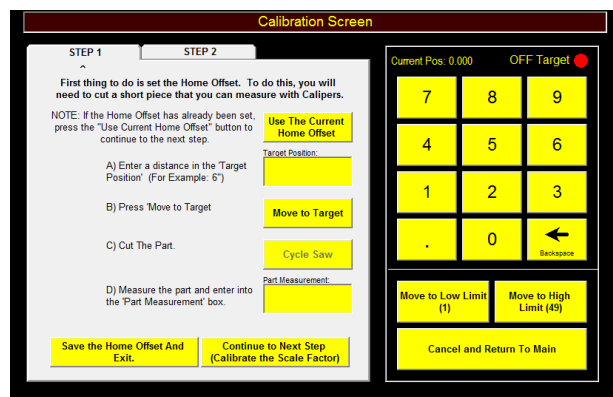 Calibration Screen
STEP 1
STEP 2
^
First thing to do is set the Home Offset. To do this, you will
need to cut a short piece that you can measure with Calipers.
NOTE: If the Home Offset has already been set,
press the "Use Current Home Offset" button to
continue to the next step.
Use The Current
Home Offset
Target Position:
A) Enter a distance in the 'Target
Position' (For Example: 6")
B) Press 'Move to Target
Move to Target
C) Cut The Part.
Cycle Saw
Part Measurement:
D) Measure the part and enter into
the 'Part Measurement' box.
Save the Home Offset And
Exit.
Continue to Next Step
(Calibrate the Scale Factor)
Current Pos: 0.000
OFF Target
7 8 9
4 5 6
1 2 3
. 0
Backspace
Move to Low Limit
(1)
Move to High
Limit (49)
Cancel and Return To Main